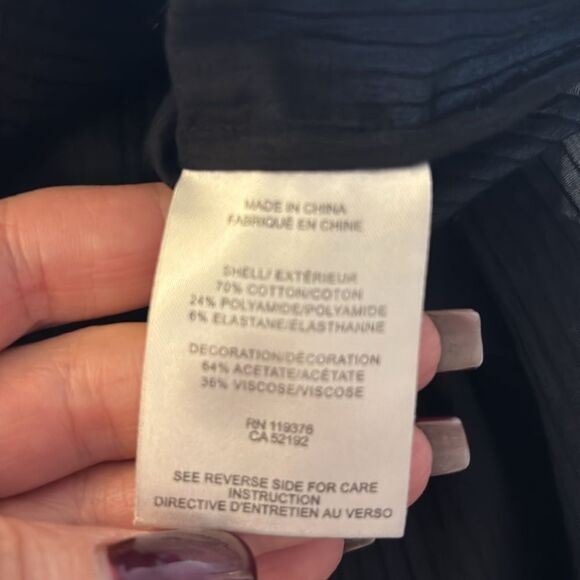 MADE IN CHINA
FABRIQUÉ EN CHINE
SHELL/ EXTÉRIEUR
70% COTTON/COTON
24% POLYAMIDE/POLYAMIDE
6% ELASTANE/ÉLASTHANNE
DECORATION/DÉCORATION
64% ACETATE/ACÉTATE
36% VISCOSE/VISCOSE
RN 119376
CA 52192
SEE REVERSE SIDE FOR CARE
INSTRUCTION
DIRECTIVE D'ENTRETIEN AU VERSO